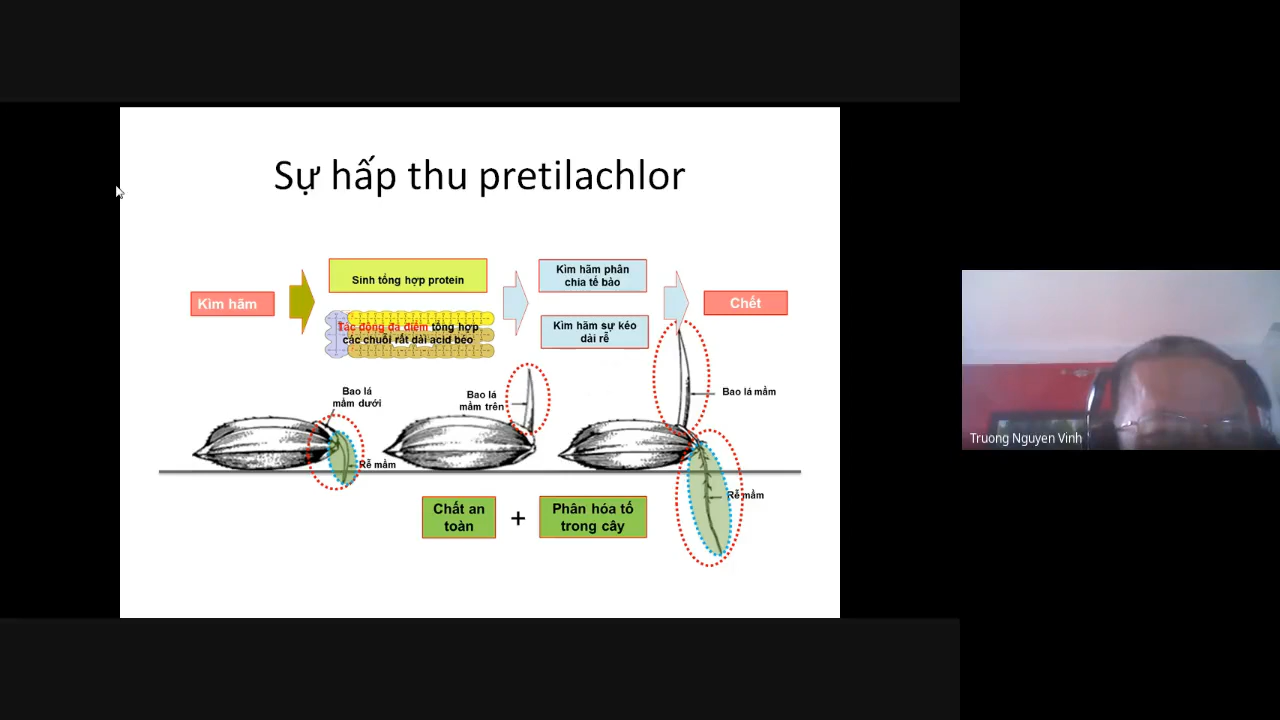 Sự hấp thu pretilachlor
Kìm hãm
Sinh tổng hợp protein
Tác động đa điểm tổng hợp
các chuỗi rất dài acid béo
Kìm hãm phân
chia tế bào
Kìm hãm sự kéo
dài rễ
Chết
Bao lá
mầm dưới
Rễ mầm
Bao lá
mầm trên
Bao lá mầm
Rễ mầm
Chất an
toàn
+
Phân hóa tố
trong cây
Truong Nguyen Vinh